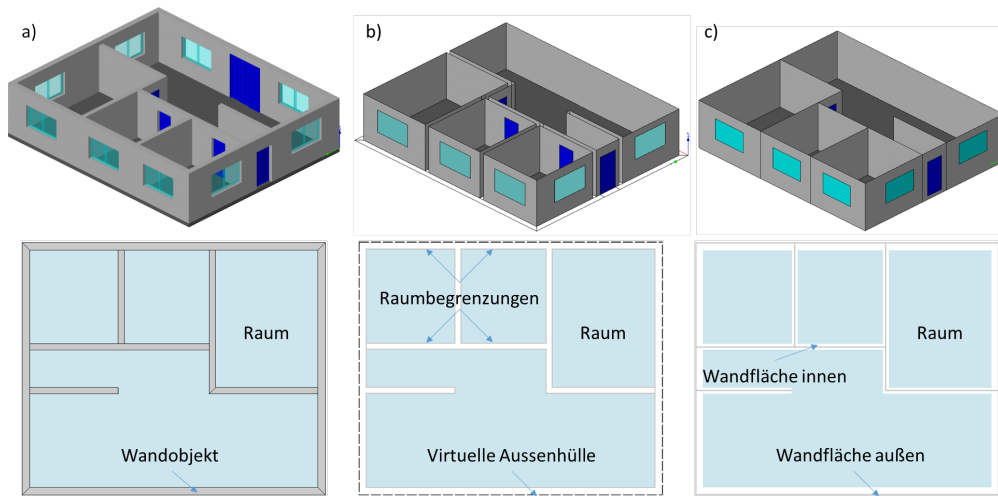 a)
b)
c)
Raum
Wandobjekt
Raumbegrenzungen
Raum
Virtuelle Aussenhülle
Raum
Wandfläche innen
Wandfläche außen